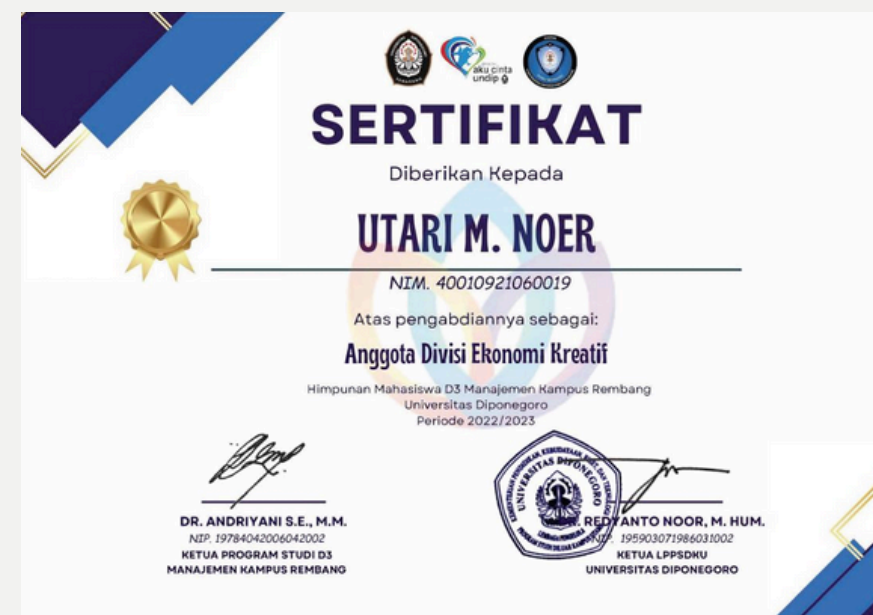 aku cinta
undip
SERTIFIKAT
Diberikan Kepada
UTARI M. NOER
NIM. 40010921060019
Atas pengabdiannya sebagai:
Anggota Divisi Ekonomi Kreatif
Himpunan Mahasiswa D3 Manajemen Kampus Rembang
Universitas Diponegoro
Periode 2022/2023
UNIVERSITAS DIPONEGORO
DR. ANDRIYANI S.E., M.M.
NIP. 19784042006042002
KETUA PROGRAM STUDI D3
MANAJEMEN KAMPUS REMBANG
REDYANTO NOOR, M. HUM.
NIP. 195903071986031002
KETUA LPPSDKU
UNIVERSITAS DIPONEGORO